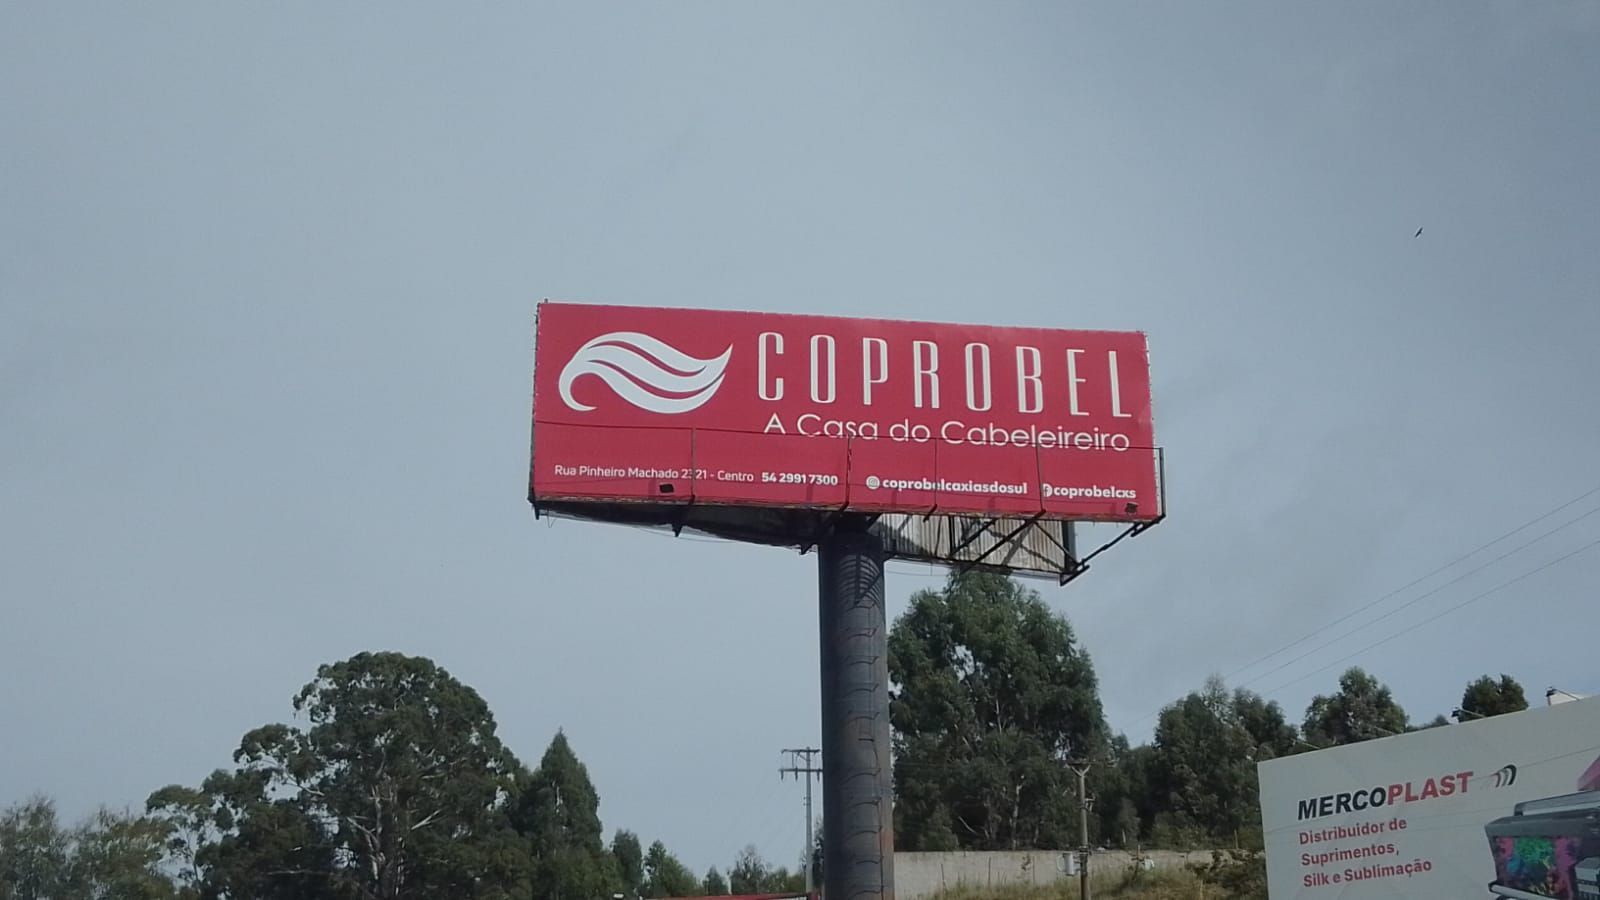 COPROBEL
A Casa do Cabeleireiro
Rua Pinheiro Machado 2321 - Centro 54 2991 7300 coprobelcaxiasdosul coprobelcxs
MERCOPLAST
Distribuidor de
Suprimentos,
Silk e Sublimação